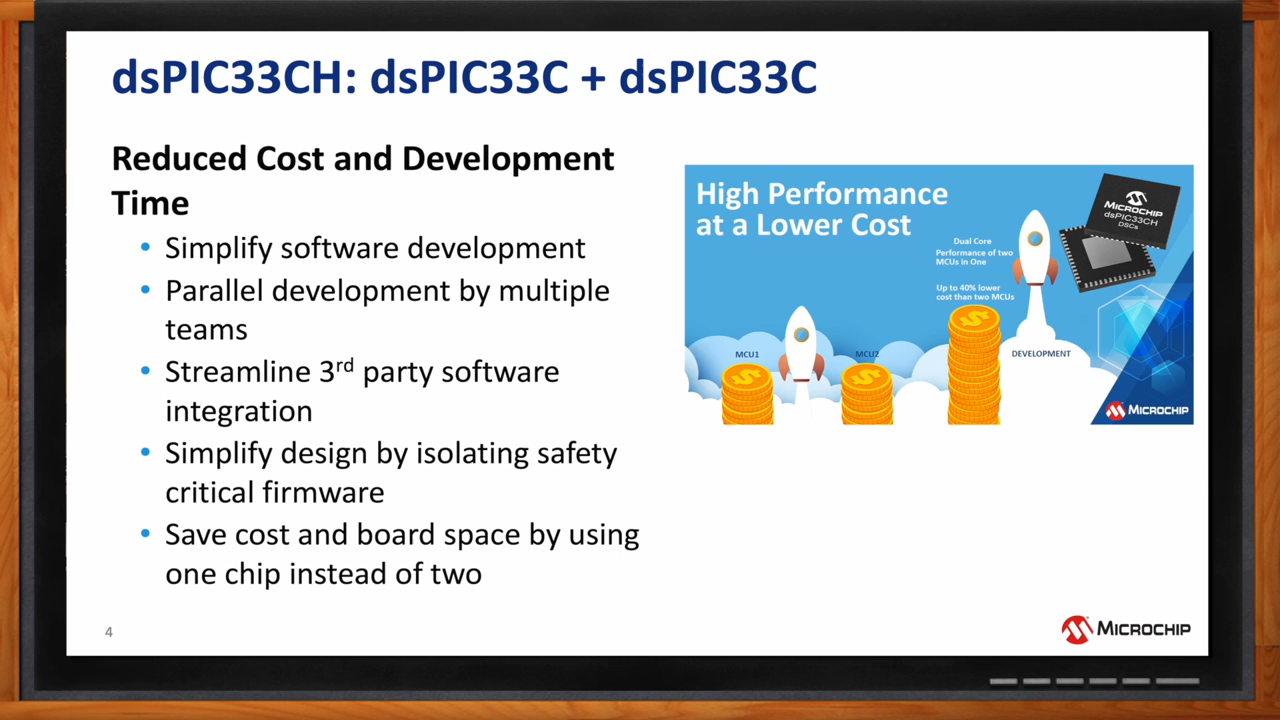 dsPIC33CH: dsPIC33C + dsPIC33C
Reduced Cost and Development
Time
• Simplify software development
• Parallel development by multiple
teams
• Streamline 3rd party software
integration
• Simplify design by isolating safety
critical firmware
• Save cost and board space by using
one chip instead of two
High Performance
at a Lower Cost
MICROCHIP
dsPIC33CH
DSCs
Dual Core
Performance of two
MCUs in One
Up to 40% lower
cost than two MCUs
MCU1
MCU2
DEVELOPMENT
MICROCHIP
4
MICROCHIP